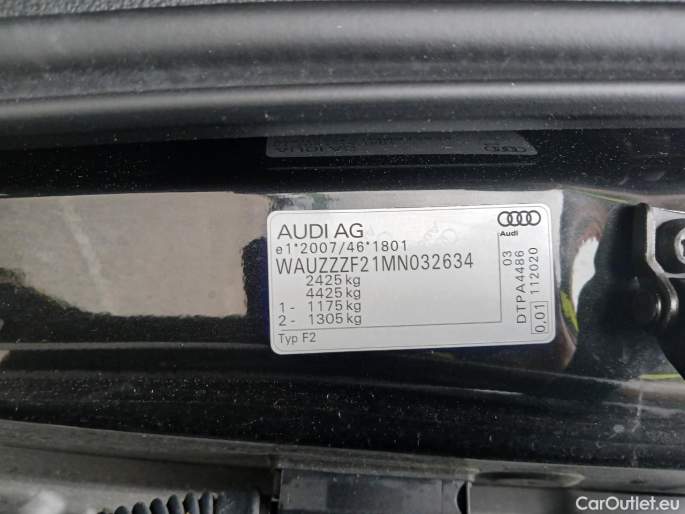 AUDI AG
Audi
e1*2007/46*1801
WAUZZZF21MN032634
2425 kg
4425 kg
1- 1175 kg
2- 1305 kg
Typ F2
03
DTPA4486
112020
0,01
CarOutlet.eu